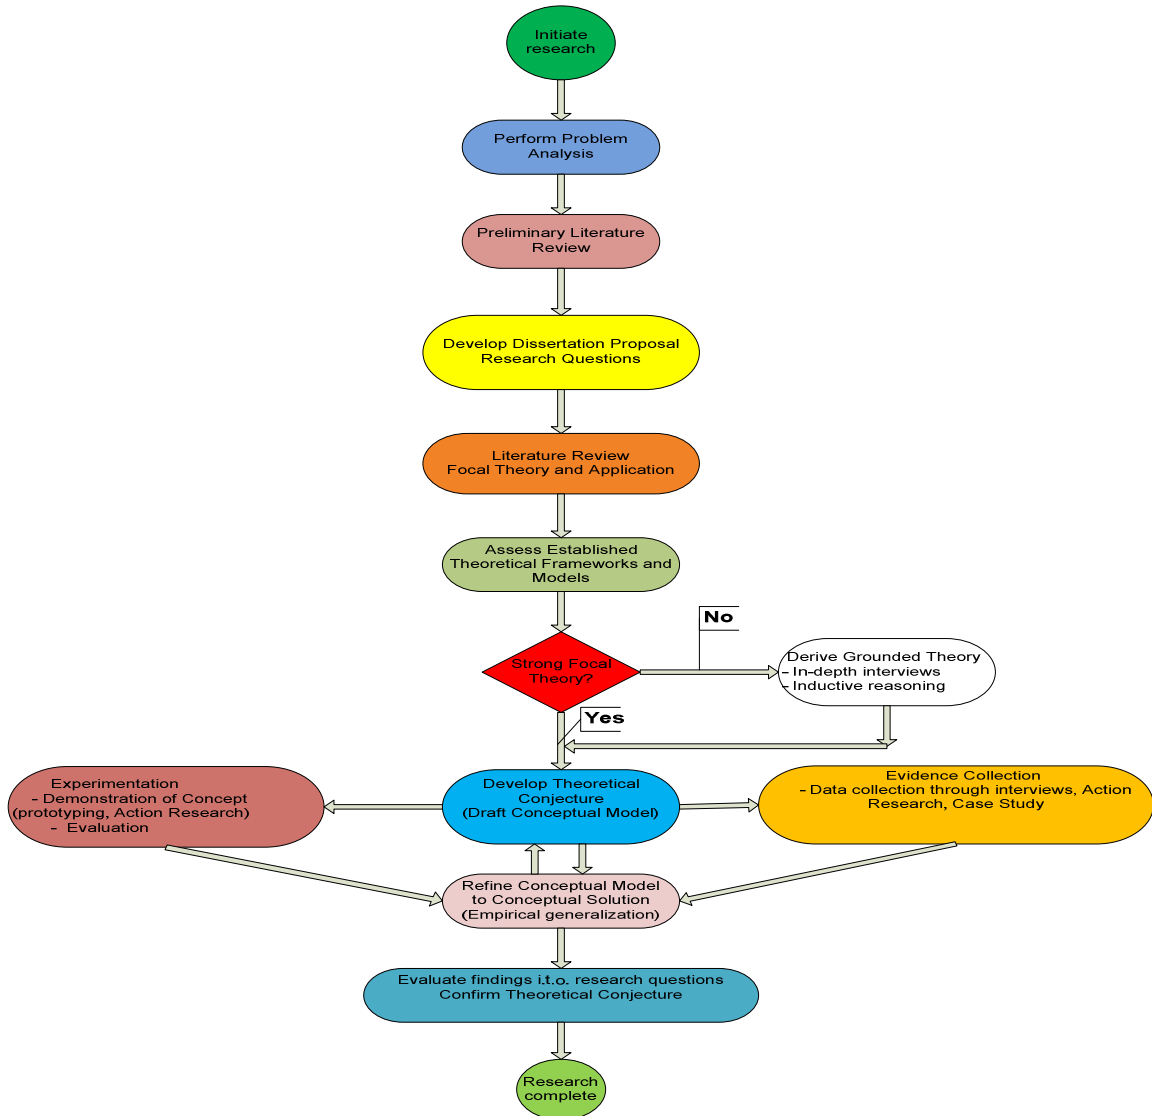 Initiate
research
Perform Problem
Analysis
Preliminary Literature
Review
Develop Dissertation Proposal
Research Questions
Literature Review
Focal Theory and Application
Assess Established
Theoretical Frameworks and
Models
Strong Focal
Theory?
No
Derive Grounded Theory
- In-depth interviews
- Inductive reasoning
Yes
Experimentation
- Demonstration of Concept
(prototyping, Action Research)
- Evaluation
Develop Theoretical
Conjecture
(Draft Conceptual Model)
Evidence Collection
- Data collection through interviews, Action
Research, Case Study
Refine Conceptual Model
to Conceptual Solution
(Empirical generalization)
Evaluate findings i.t.o. research questions
Confirm Theoretical Conjecture
Research
complete